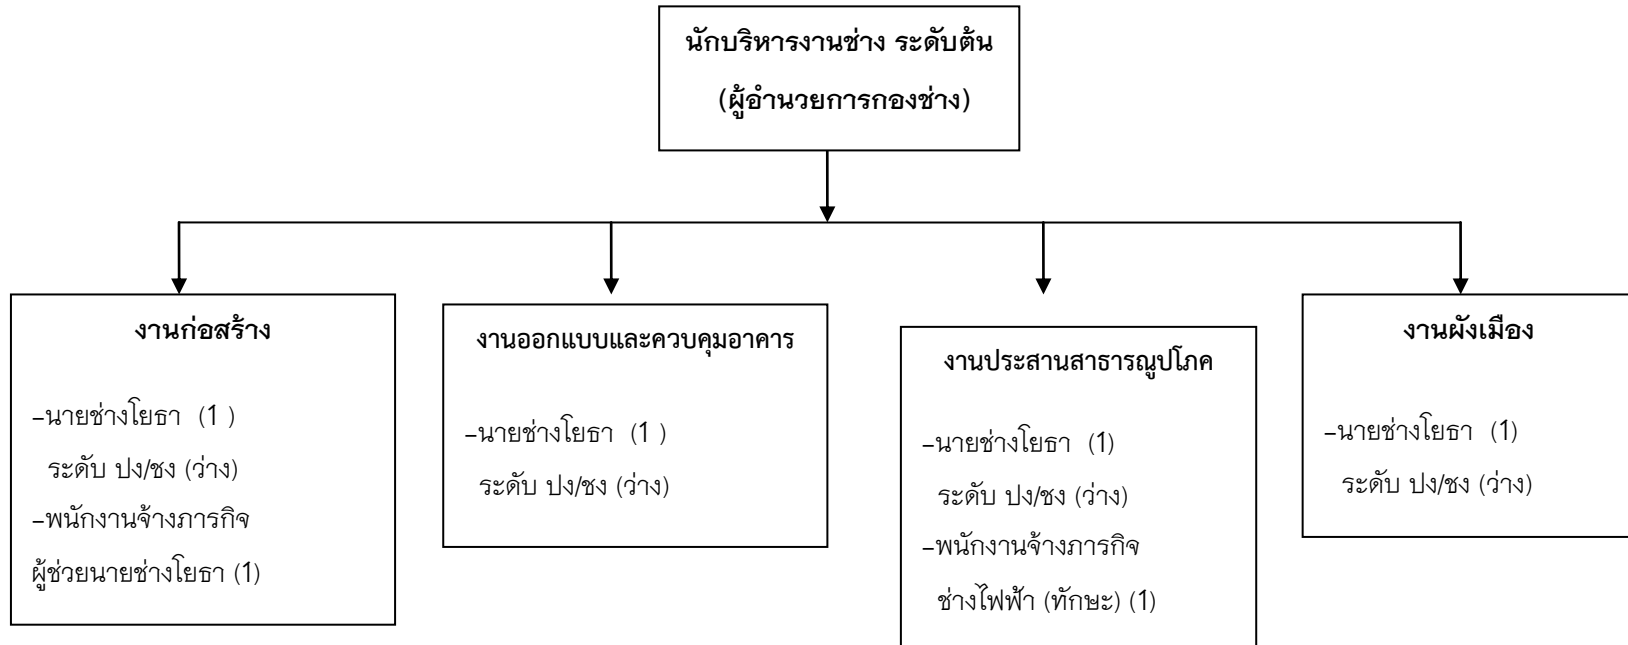 นักบริหารงานช่าง ระดับต้น
(ผู้อำนวยการกองช่าง)
งานก่อสร้าง
-นายช่างโยธา (1 )
ระดับ ปง/ชง (ว่าง)
-พนักงานจ้างภารกิจ
ผู้ช่วยนายช่างโยธา (1)
งานออกแบบและควบคุมอาคาร
-นายช่างโยธา (1 )
ระดับ ปง/ชง (ว่าง)
งานประสานสาธารณูปโภค
-นายช่างโยธา (1)
ระดับ ปง/ชง (ว่าง)
-พนักงานจ้างภารกิจ
ช่างไฟฟ้า (ทักษะ) (1)
งานผังเมือง
-นายช่างโยธา (1)
ระดับ ปง/ชง (ว่าง)